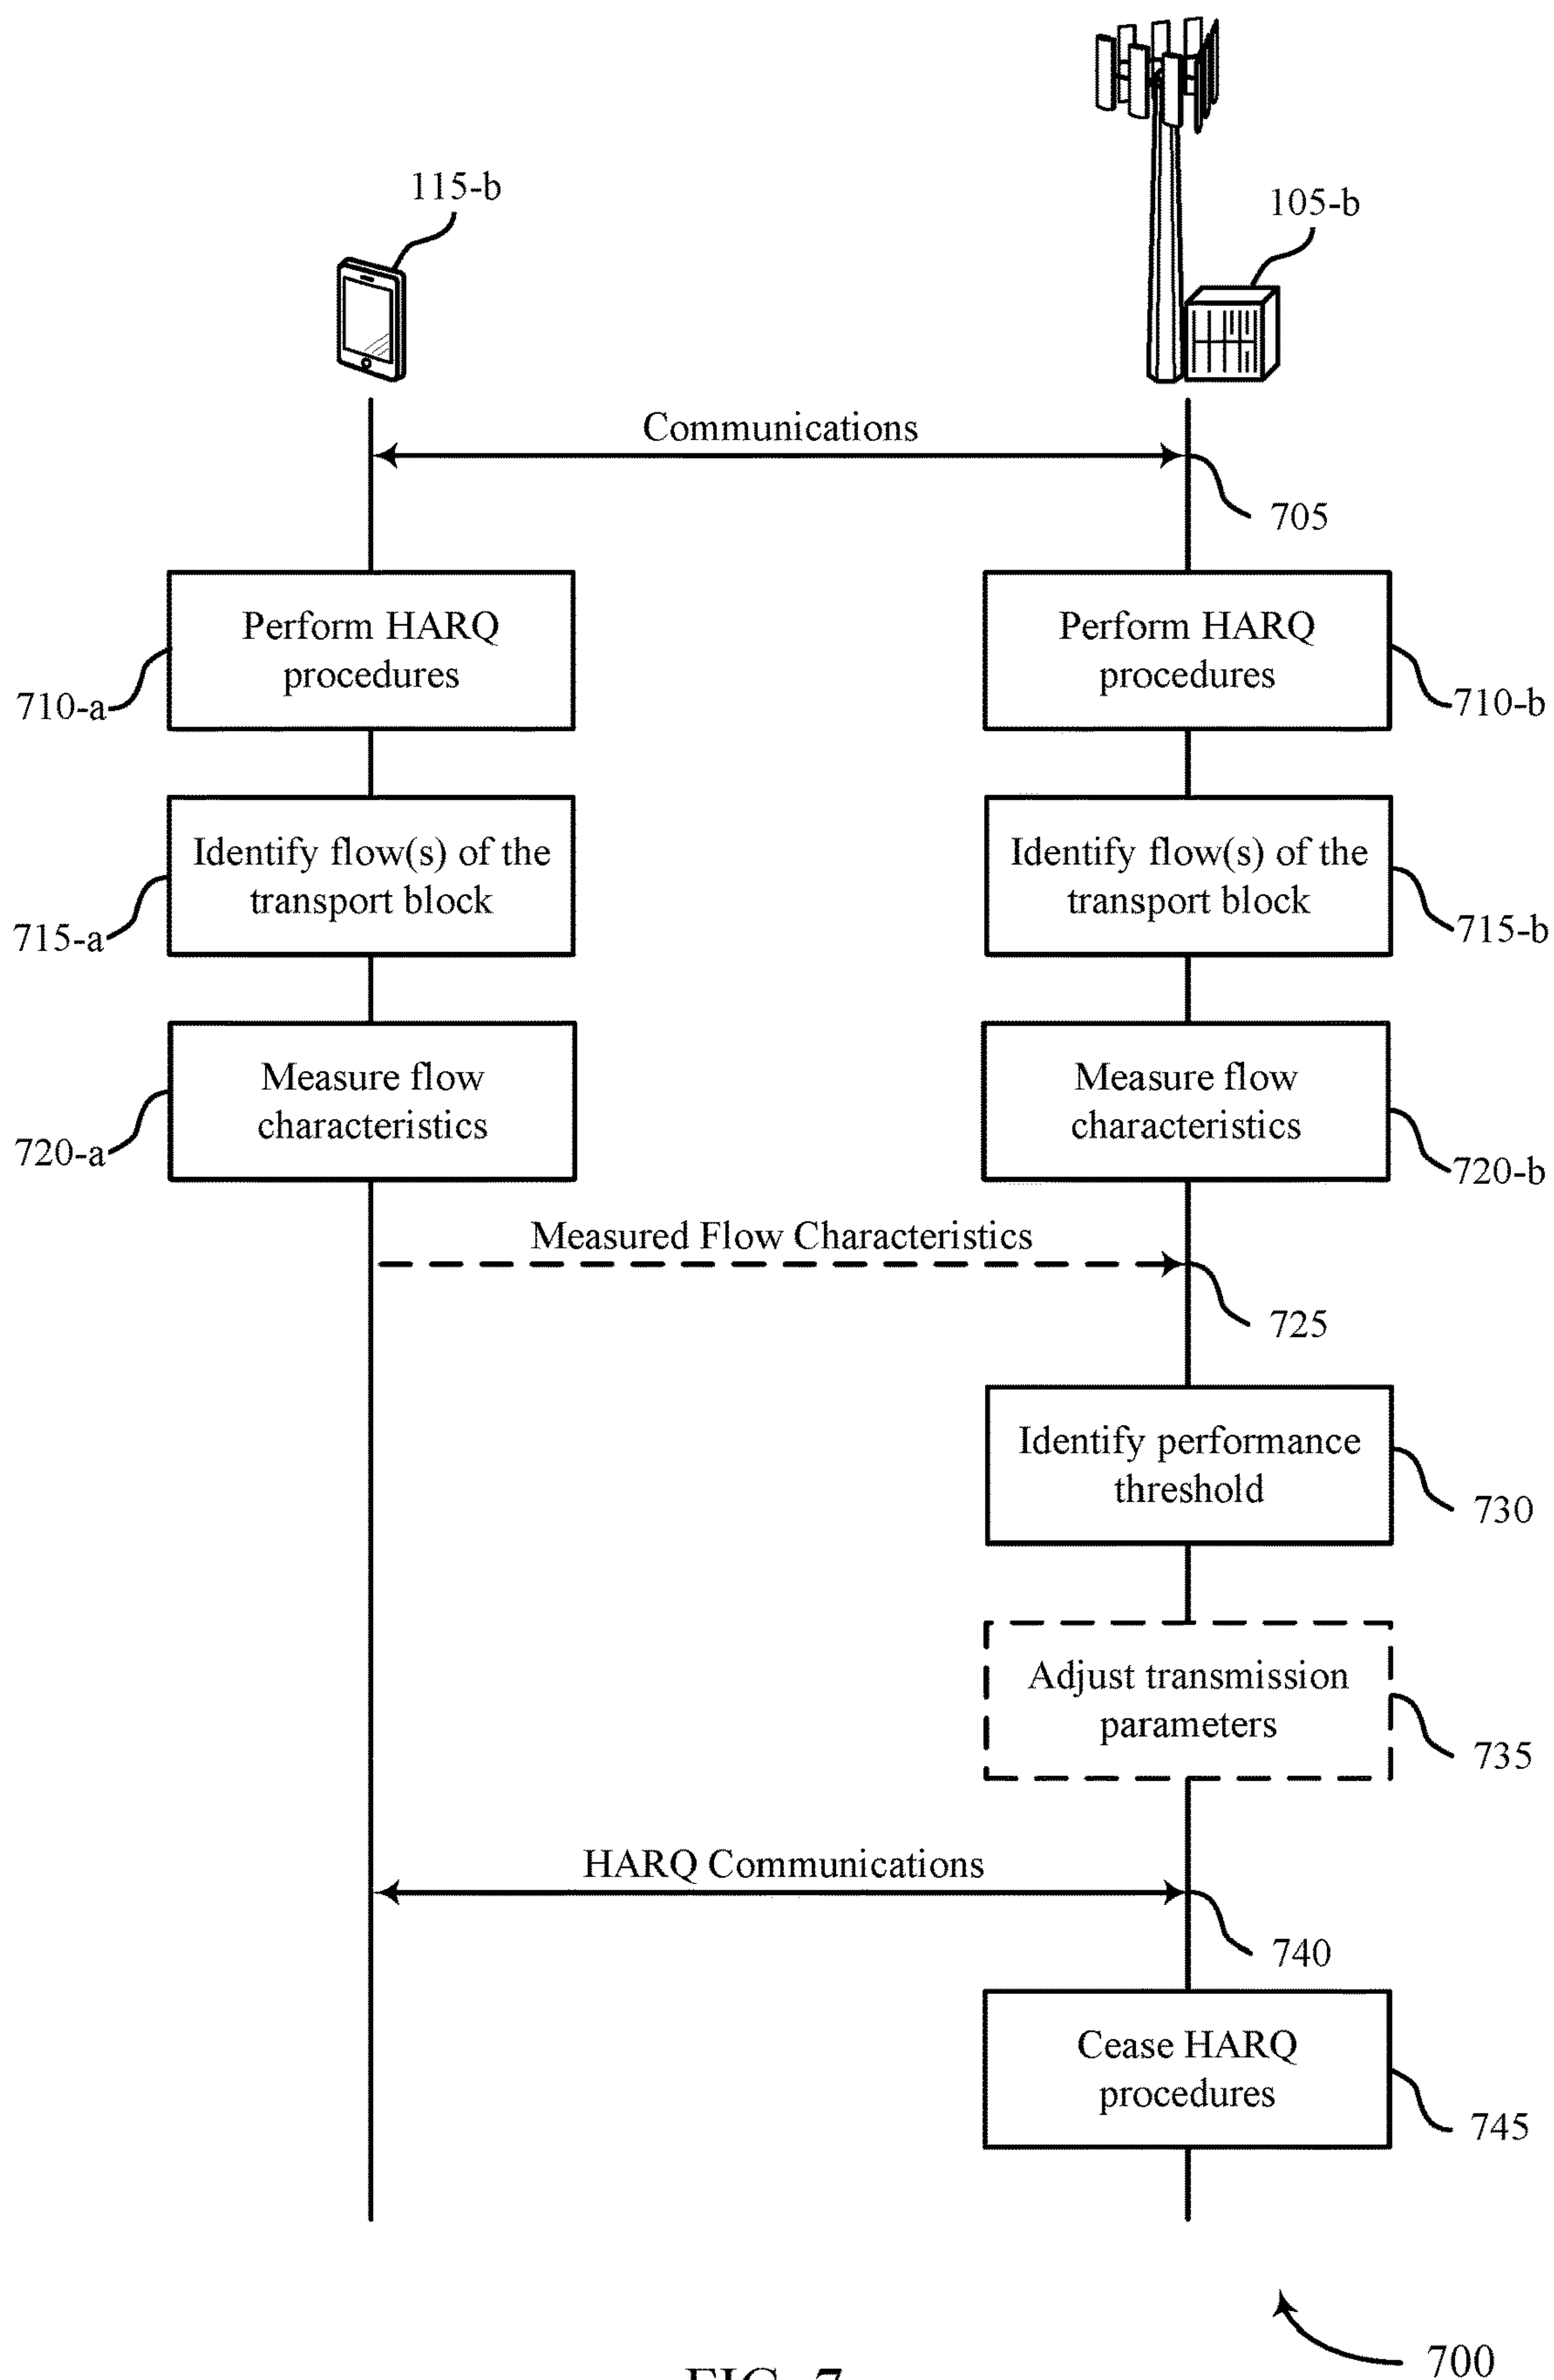 115-b
105-b
Communications
705
Perform HARQ
procedures
710-a
Perform HARQ
procedures
710-b
Identify flow(s) of the
transport block
715-a
Identify flow(s) of the
transport block
715-b
Measure flow
characteristics
720-a
Measure flow
characteristics
720-b
Measured Flow Characteristics
725
Identify performance
threshold
730
Adjust transmission
parameters
735
HARQ Communications
740
Cease HARQ
procedures
745
700
FIG. 7